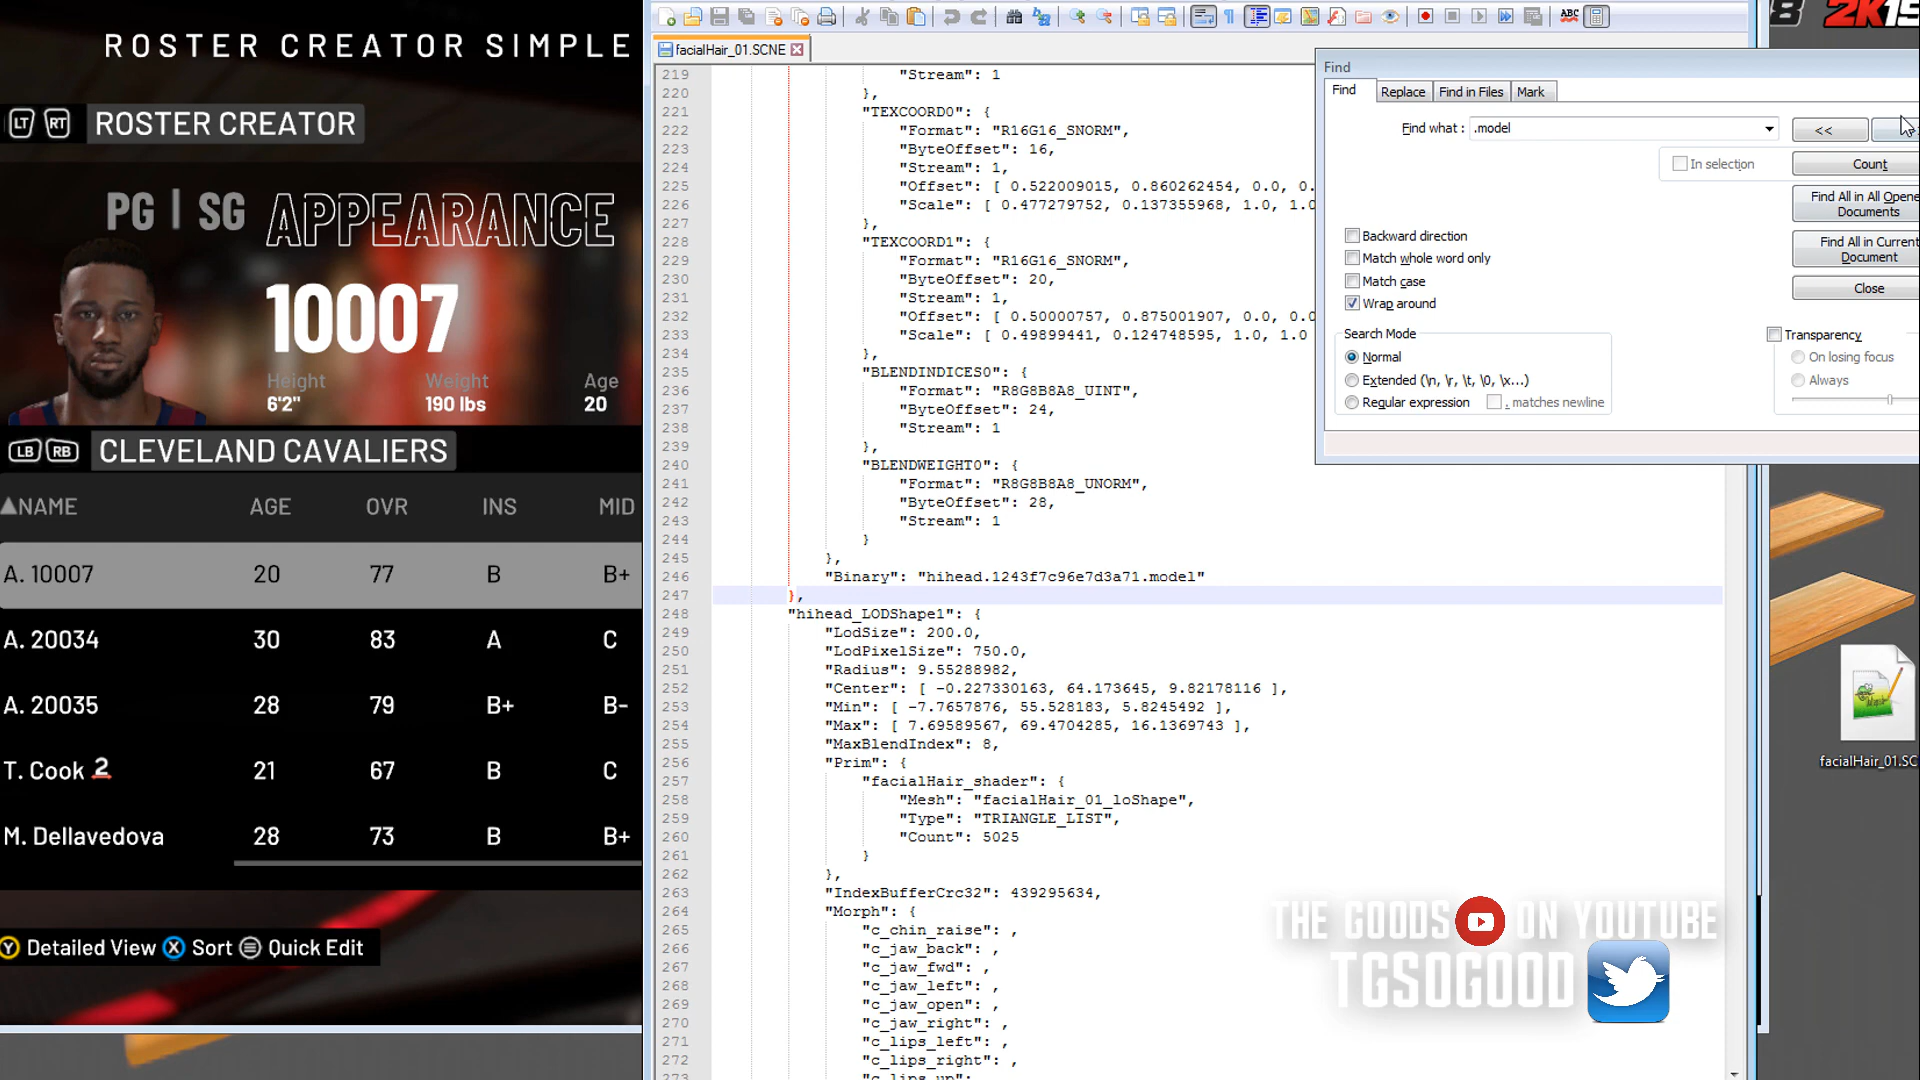 ROSTER CREATOR SIMPLE
LT RT ROSTER CREATOR
PG | SG APPEARANCE
10007
Height Weight Age
6'2" 190 lbs 20
LB RB CLEVELAND CAVALIERS
NAME AGE OVR INS MID
A. 10007 20 77 B B+
A. 20034 30 83 A C
A. 20035 28 79 B+ B-
T. Cook 2 21 67 B C
M. Dellavedova 28 73 B B+
Y Detailed View X Sort Quick Edit
facialHair_01.SCNE
219 "Stream": 1
220 },
221 "TEXCOORD0": {
222 "Format": "R16G16_SNORM",
223 "ByteOffset": 16,
224 "Stream": 1,
225 "Offset": [ 0.522009015, 0.860262454, 0.0, 0.
226 "Scale": [ 0.477279752, 0.137355968, 1.0, 1.0
227 },
228 "TEXCOORD1": {
229 "Format": "R16G16_SNORM",
230 "ByteOffset": 20,
231 "Stream": 1,
232 "Offset": [ 0.50000757, 0.875001907, 0.0, 0.0
233 "Scale": [ 0.49899441, 0.124748595, 1.0, 1.0
234 },
235 "BLENDINDICES0": {
236 "Format": "R8G8B8A8_UINT",
237 "ByteOffset": 24,
238 "Stream": 1
239 },
240 "BLENDWEIGHT0": {
241 "Format": "R8G8B8A8_UNORM",
242 "ByteOffset": 28,
243 "Stream": 1
244 }
245 },
246 "Binary": "hihead.1243f7c96e7d3a71.model"
247 },
248 "hihead_LODShape1": {
249 "LodSize": 200.0,
250 "LodPixelSize": 750.0,
251 "Radius": 9.55288982,
252 "Center": [ -0.227330163, 64.173645, 9.82178116 ],
253 "Min": [ -7.7657876, 55.528183, 5.8245492 ],
254 "Max": [ 7.69589567, 69.4704285, 16.1369743 ],
255 "MaxBlendIndex": 8,
256 "Prim": {
257 "facialHair_shader": {
258 "Mesh": "facialHair_01_loShape",
259 "Type": "TRIANGLE_LIST",
260 "Count": 5025
261 }
262 },
263 "IndexBufferCrc32": 439295634,
264 "Morph": {
265 "c_chin_raise": ,
266 "c_jaw_back": ,
267 "c_jaw_fwd": ,
268 "c_jaw_left": ,
269 "c_jaw_open": ,
270 "c_jaw_right": ,
271 "c_lips_left": ,
272 "c_lips_right": ,
273
ABC
Find
Find Replace Find in Files Mark
Find what : .model
<<
In selection
Count
Find All in All Opene
Documents
Find All in Current
Document
Close
Backward direction
Match whole word only
Match case
Wrap around
Search Mode
Normal
Extended (\n, \r, \t, \0, \x...)
Regular expression . matches newline
Transparency
On losing focus
Always
8 2K19
facialHair_01.SC
THE GOODS ON YOUTUBE
TGSOGOOD